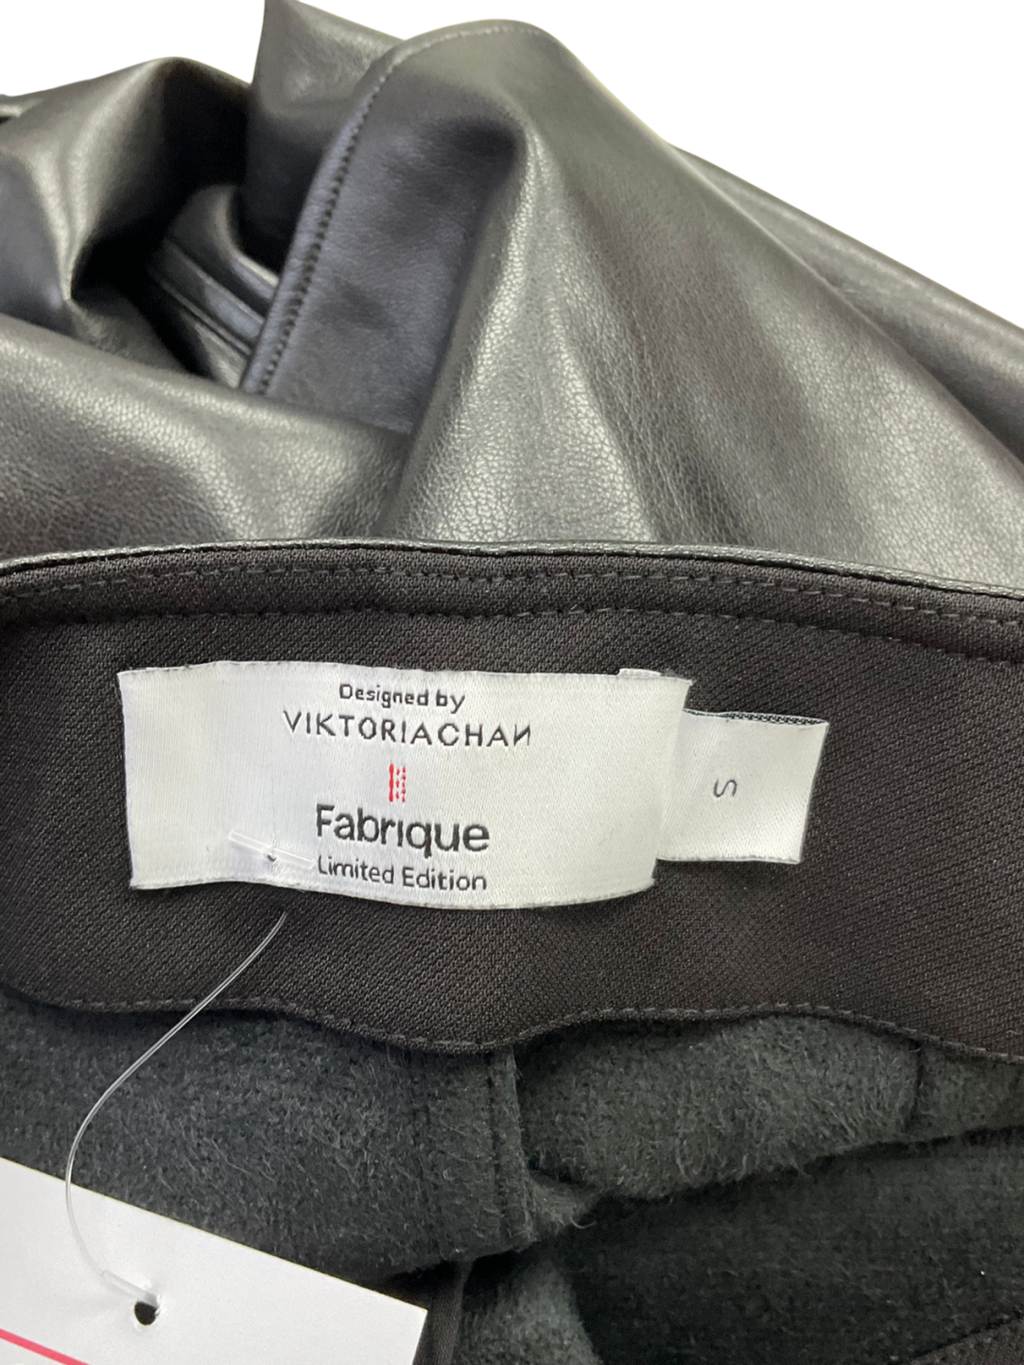 Designed by
VIKTORIACHAN
Fabrique
Limited Edition
S